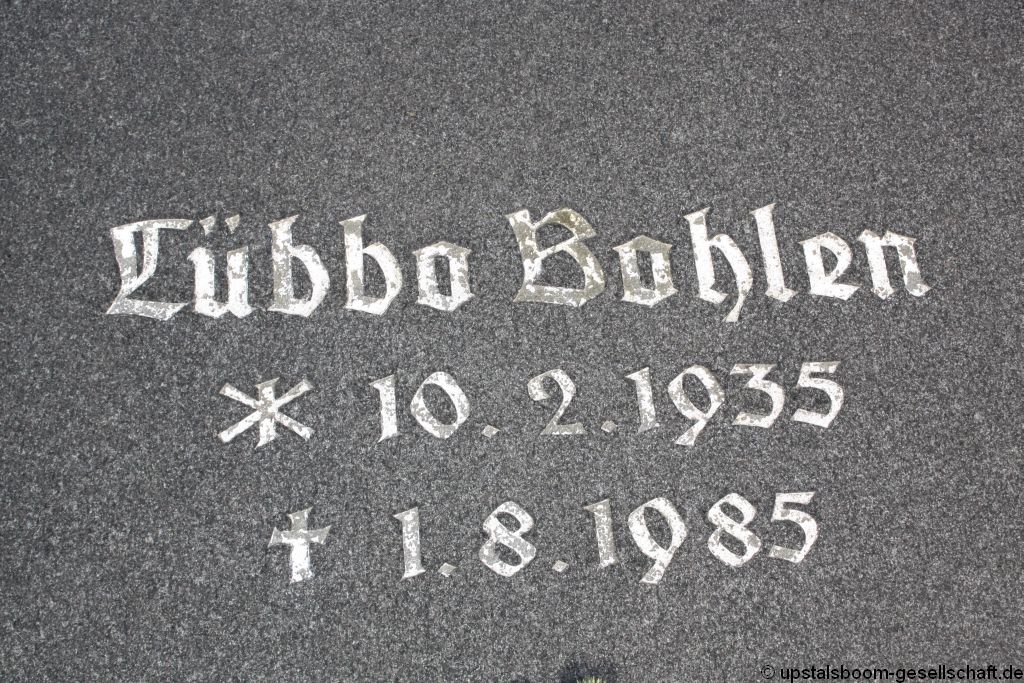 Lübbo Bohlen
* 10. 2. 1935
† 1. 8. 1985
© upstalsboom-gesellschaft.de